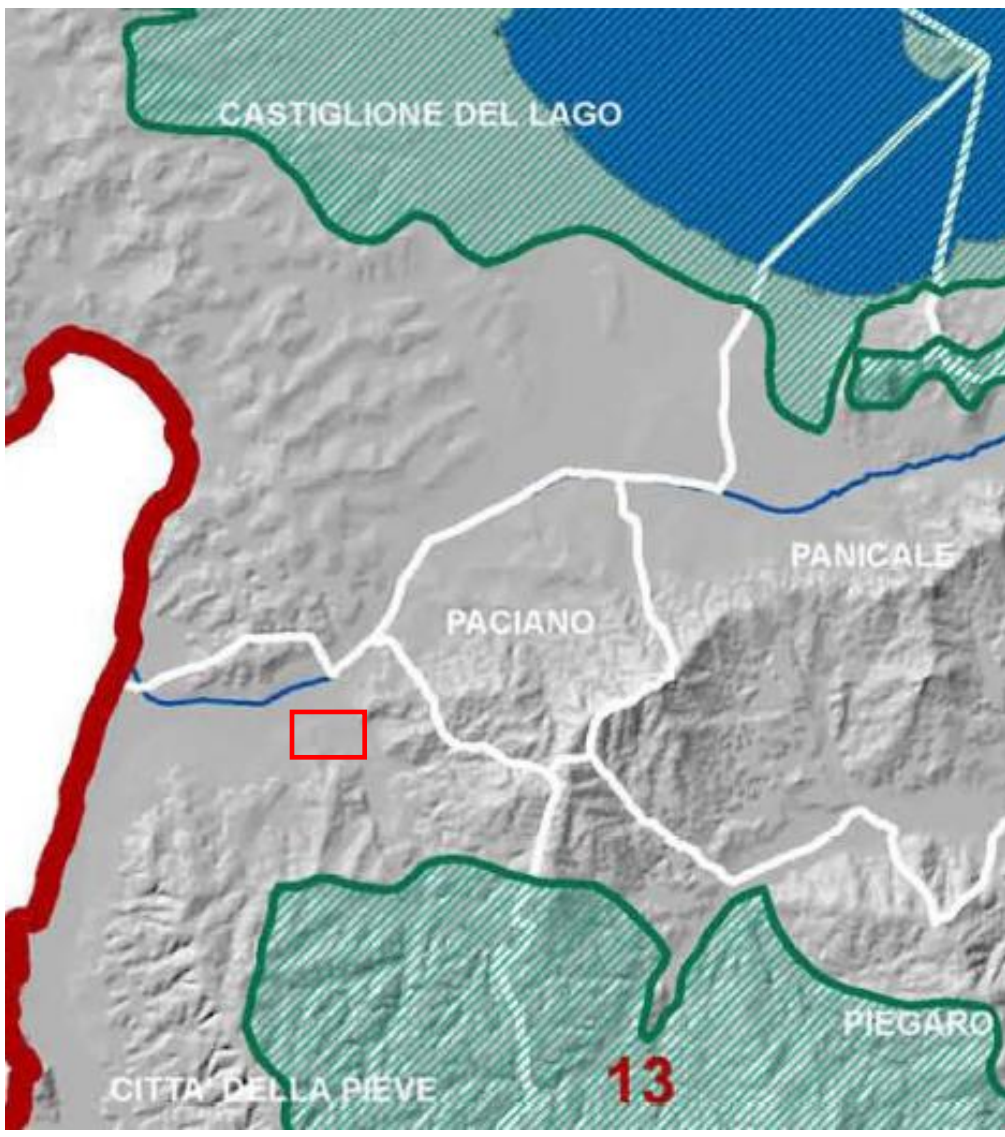 CASTIGLIONE DEL LAGO
PANICALE
PACIANO
PIEGARO
13
CITTA' DELLA PIEVE